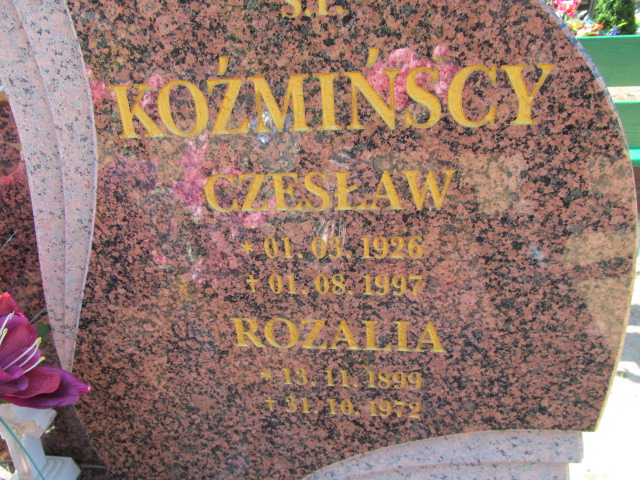 Ś.P.
KOŹMIŃSCY
CZESŁAW
* 01. 03. 1926
† 01. 08. 1997
ROZALIA
* 13. 11. 1899
† 31. 10. 1972